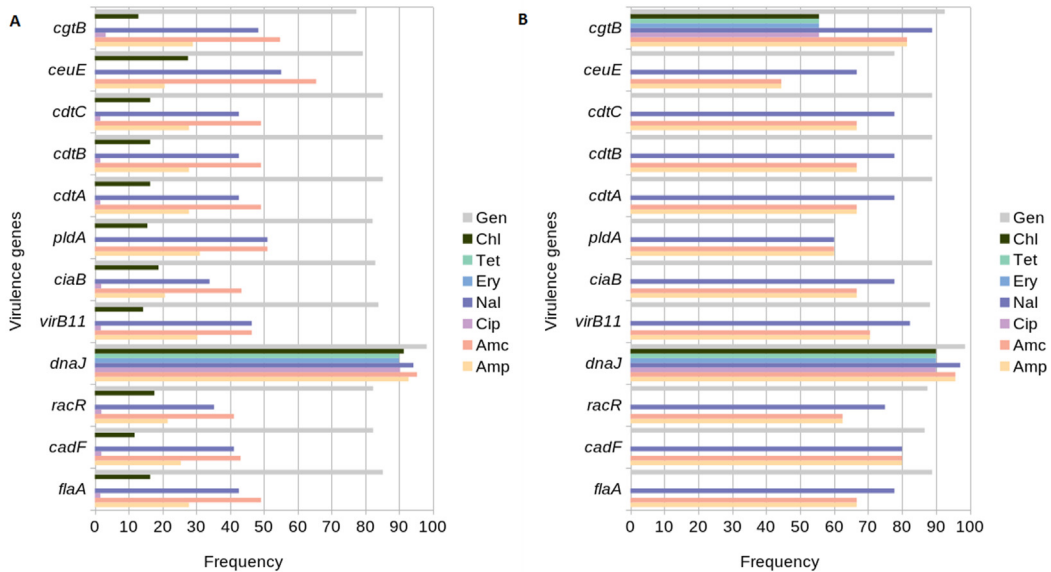 A
Virulence genes
cgtB
ceuE
cdtC
cdtB
cdtA
pldA
ciaB
virB11
dnaJ
racR
cadF
flaA
0 10 20 30 40 50 60 70 80 90 100
Frequency
Gen
Chl
Tet
Ery
Nal
Cip
Amc
Amp
B
Virulence genes
cgtB
ceuE
cdtC
cdtB
cdtA
pldA
ciaB
virB11
dnaJ
racR
cadF
flaA
0 10 20 30 40 50 60 70 80 90 100
Frequency
Gen
Chl
Tet
Ery
Nal
Cip
Amc
Amp